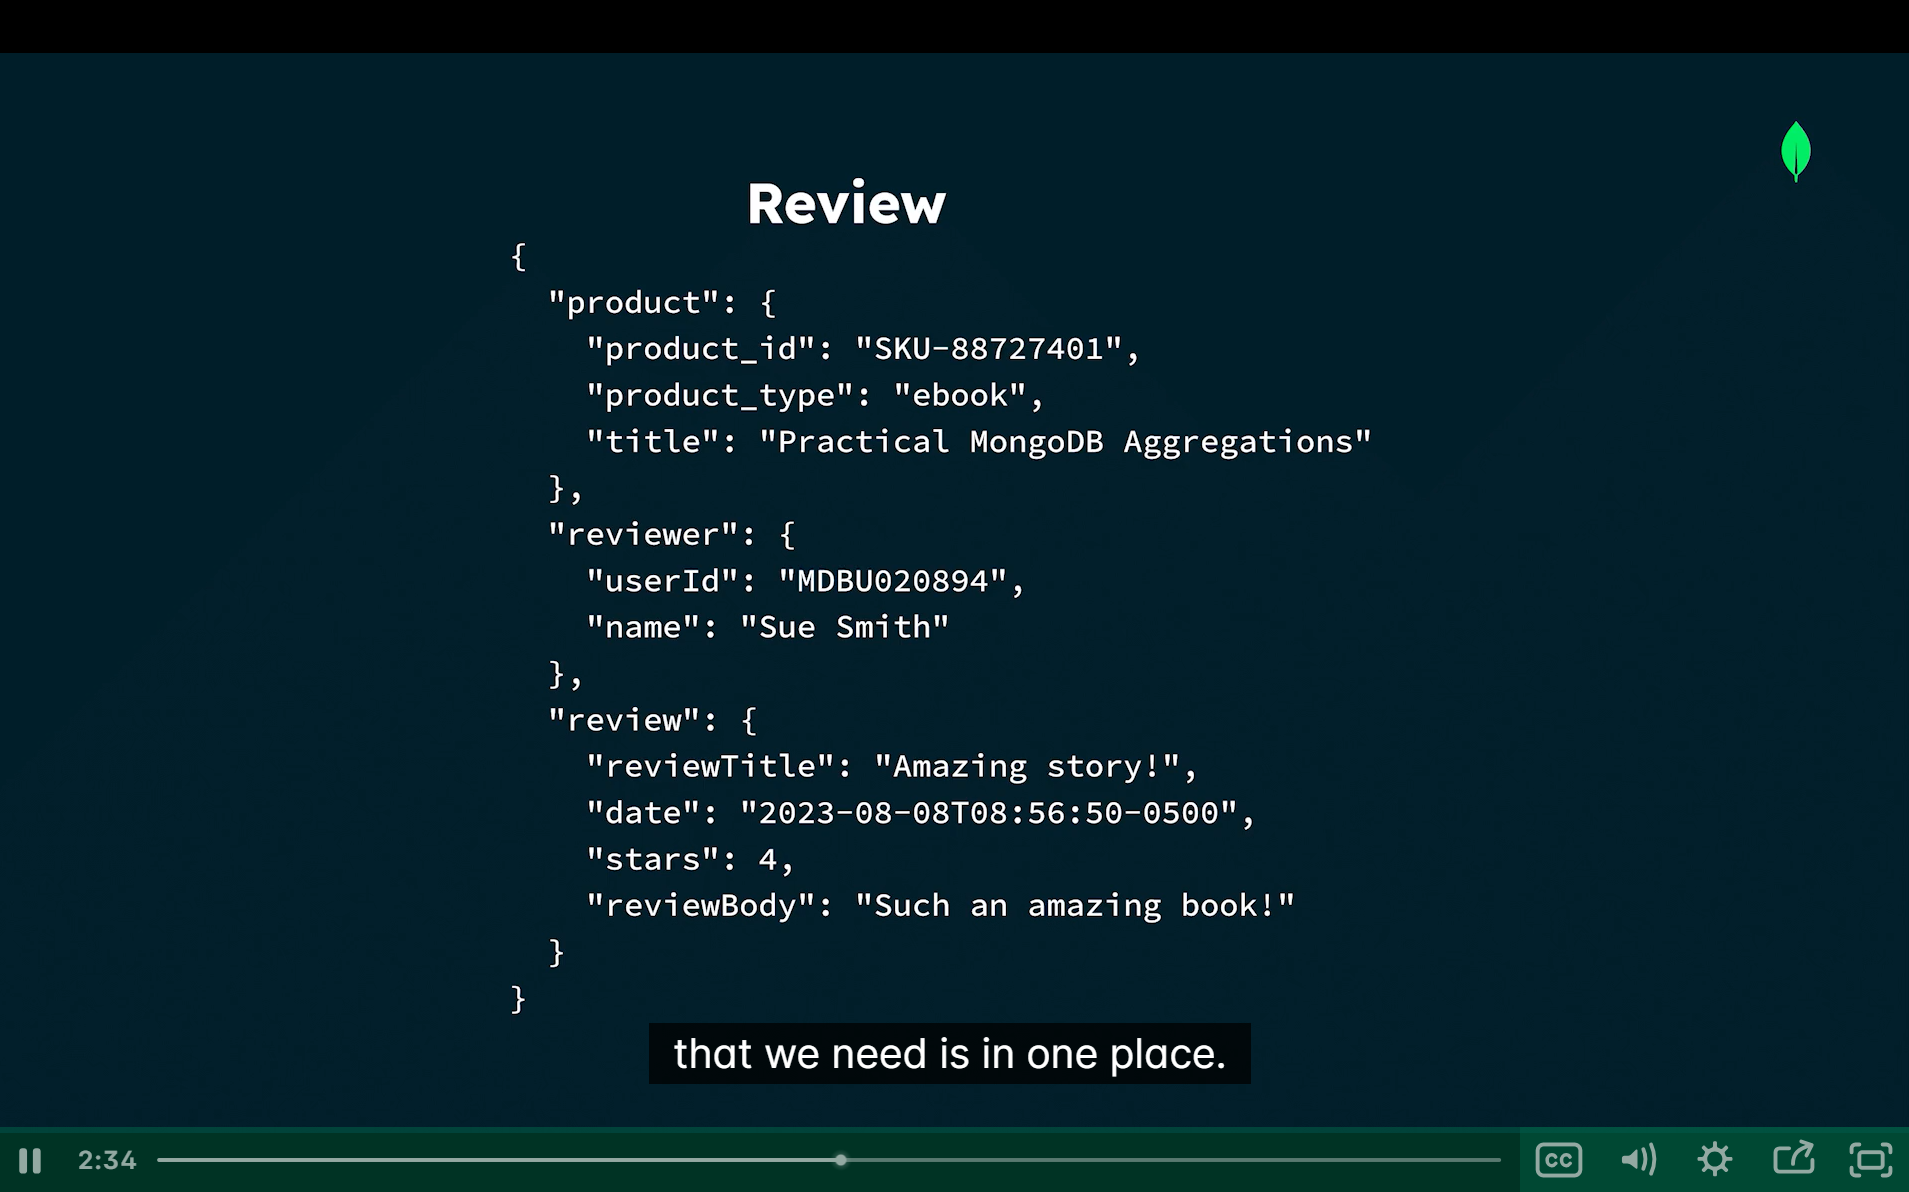 Review
{
"product": {
"product_id": "SKU-88727401",
"product_type": "ebook",
"title": "Practical MongoDB Aggregations"
},
"reviewer": {
"userId": "MDBU020894",
"name": "Sue Smith"
},
"review": {
"reviewTitle": "Amazing story!",
"date": "2023-08-08T08:56:50-0500",
"stars": 4,
"reviewBody": "Such an amazing book!"
}
}
that we need is in one place.
2:34
CC